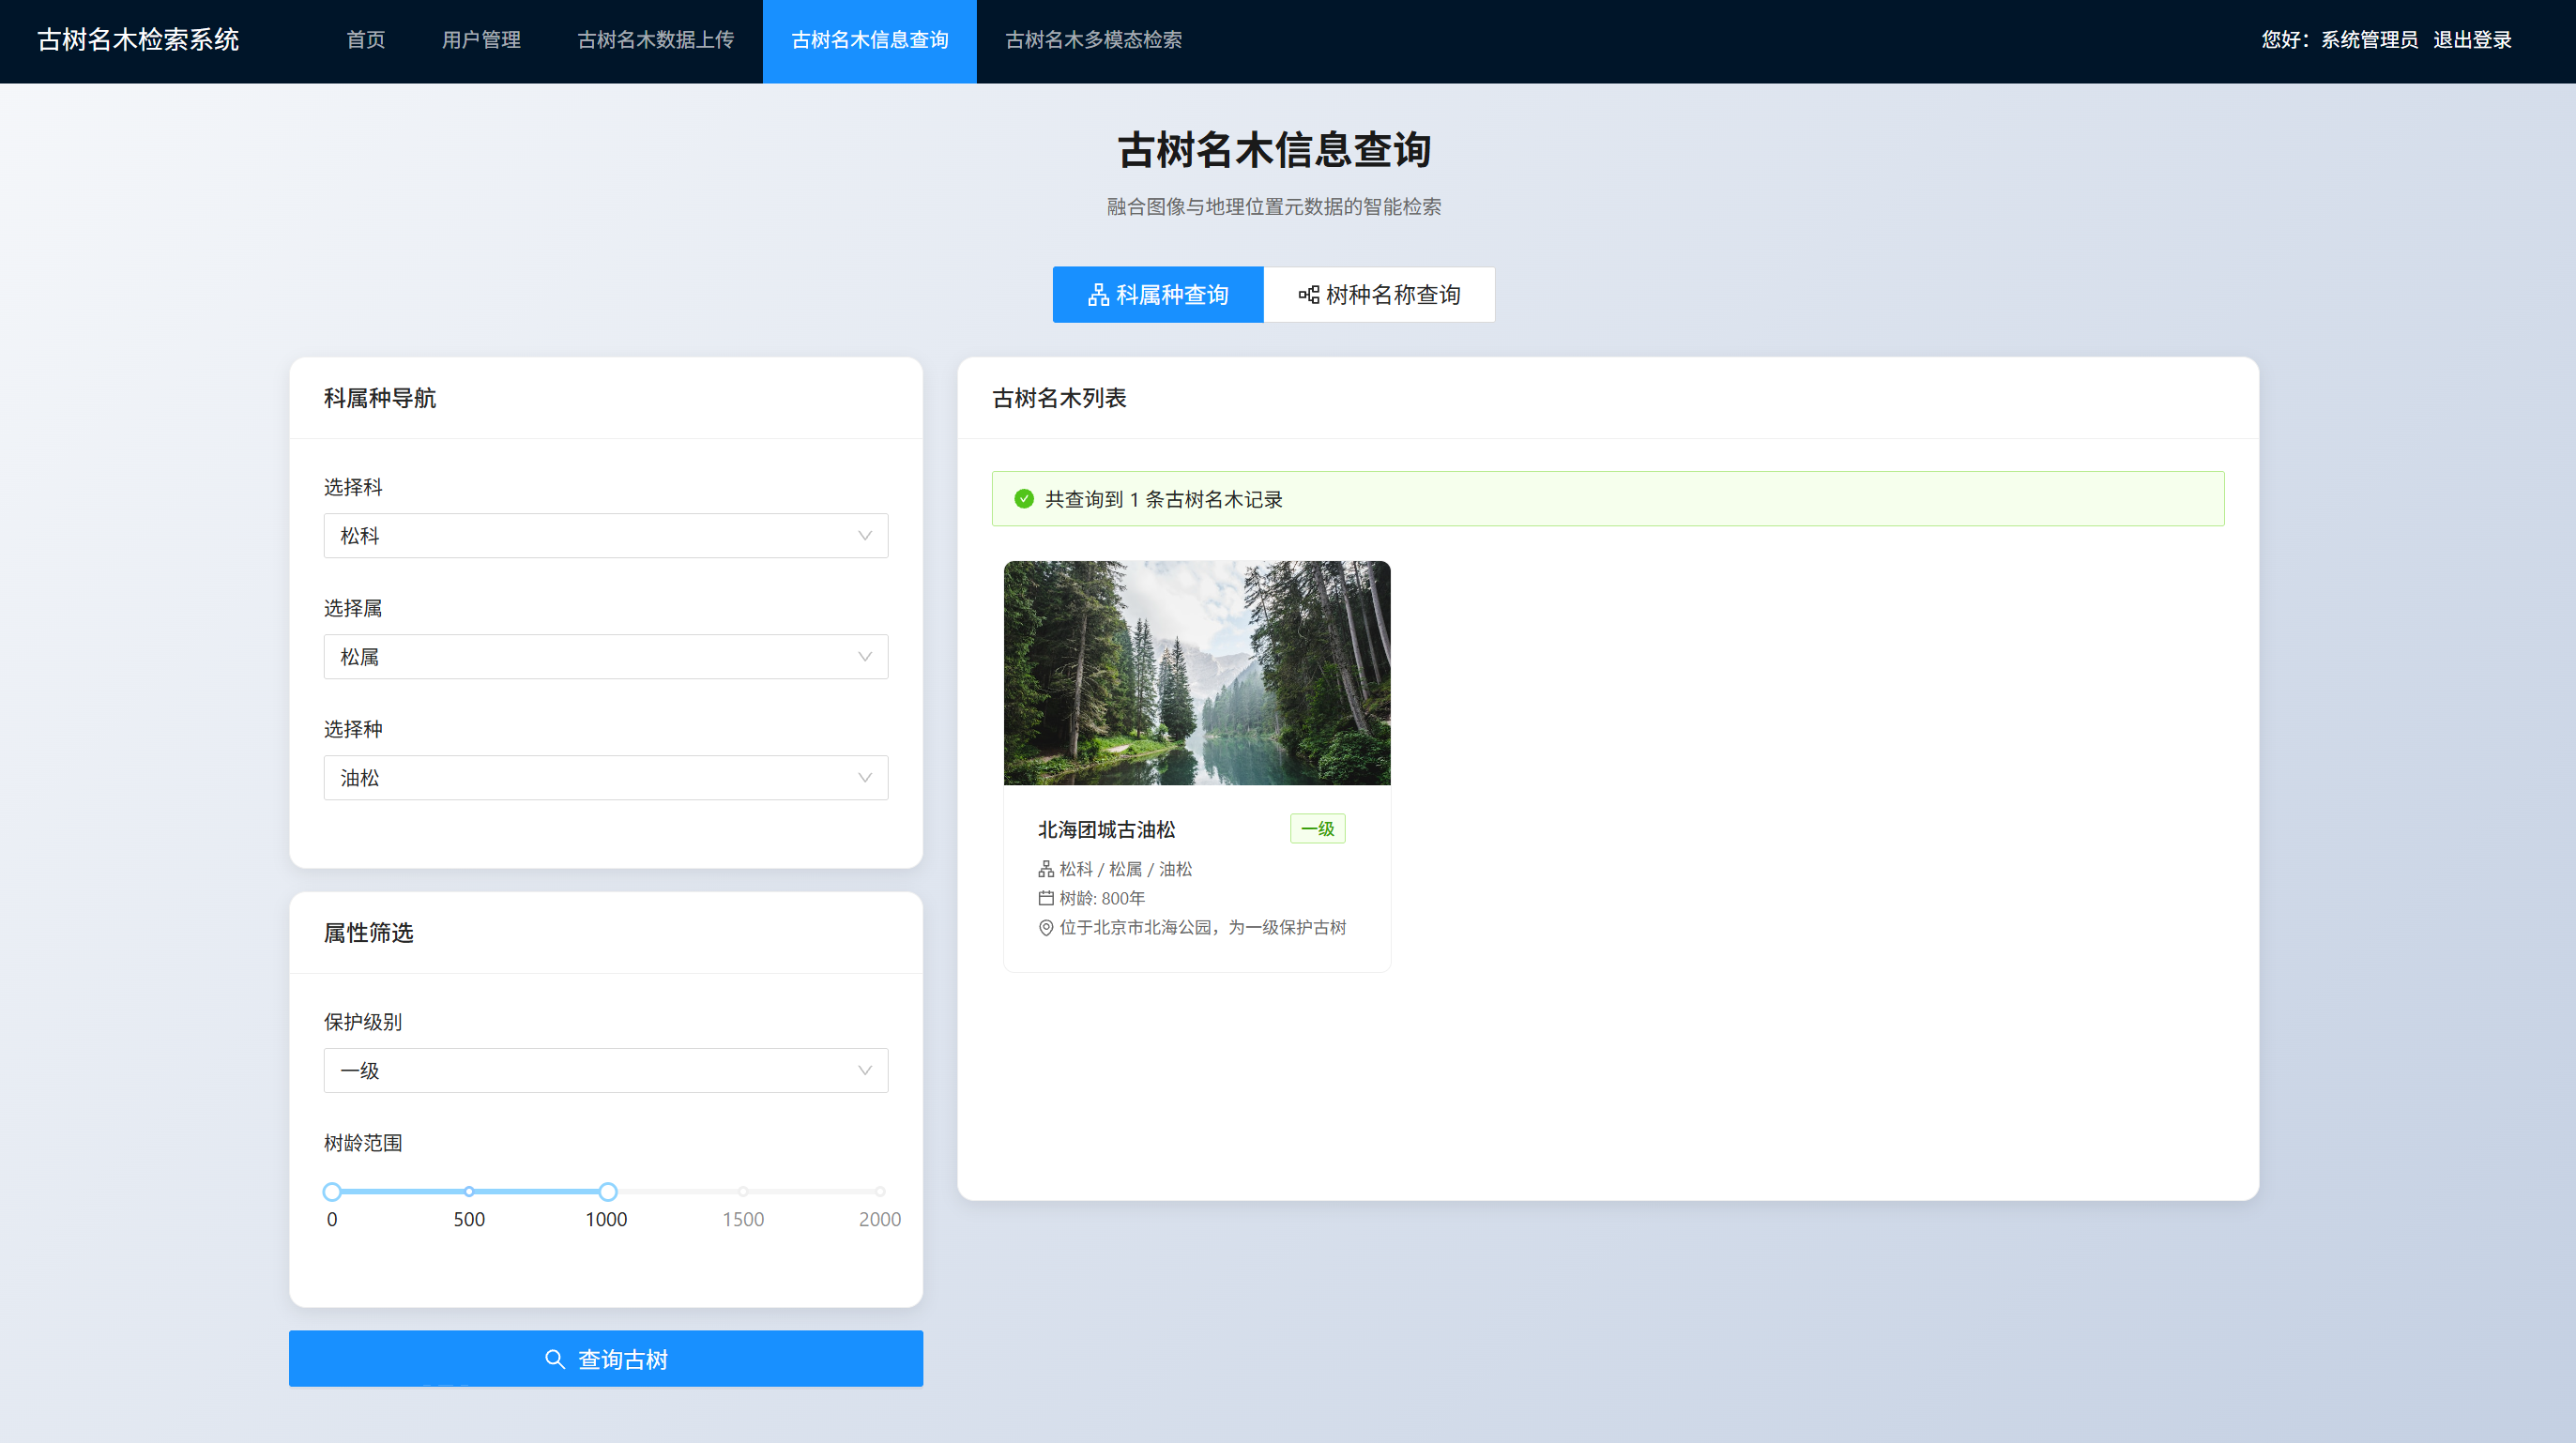 古树名木检索系统 首页 用户管理 古树名木数据上传 古树名木信息查询 古树名木多模态检索 您好：系统管理员 退出登录
古树名木信息查询
融合图像与地理位置元数据的智能检索
科属种查询 树种名称查询
科属种导航
选择科
松科
选择属
松属
选择种
油松
属性筛选
保护级别
一级
树龄范围
0 500 1000 1500 2000
查询古树
古树名木列表
共查询到 1 条古树名木记录
北海团城古油松 一级
松科 / 松属 / 油松
树龄: 800年
位于北京市北海公园，为一级保护古树